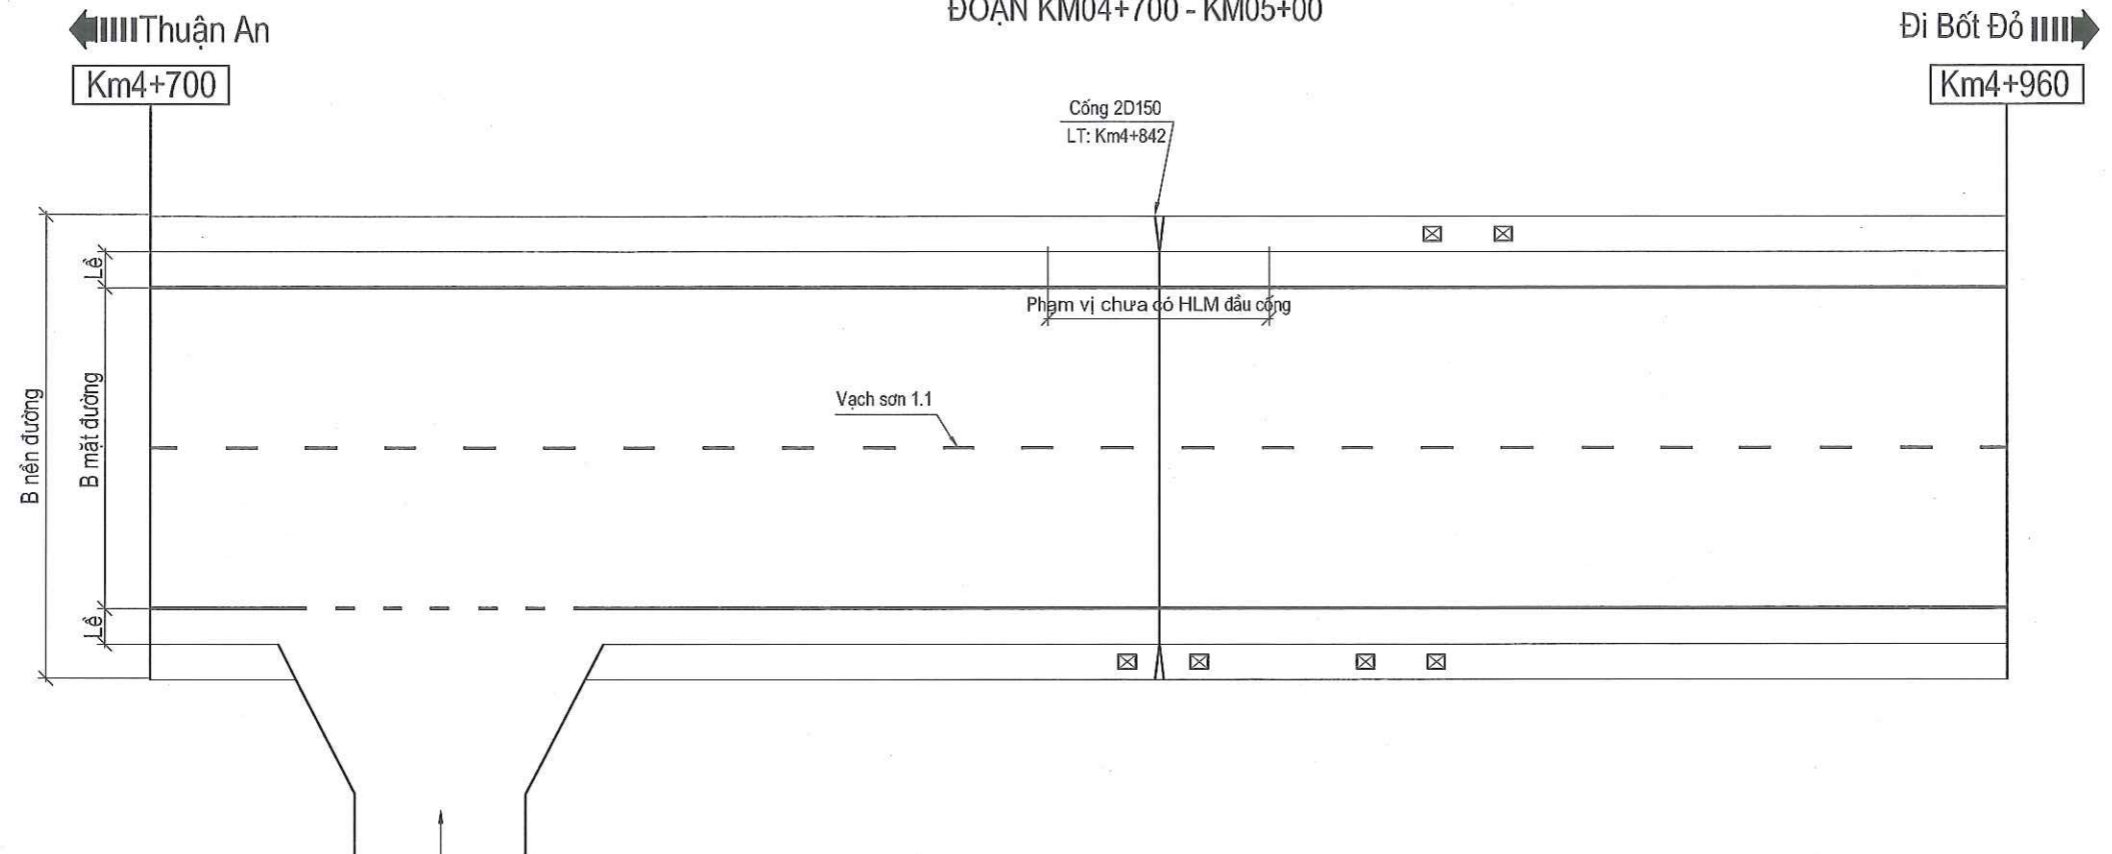 ĐOẠN KM04+700 - KM05+00
Thuận An
Đi Bốt Đỏ
Km4+700
Km4+960
Cống 2D150
LT: Km4+842
Lề
Phạm vị chưa có HLM đầu cống
Vạch sơn 1.1
B nền đường
B mặt đường
Lề